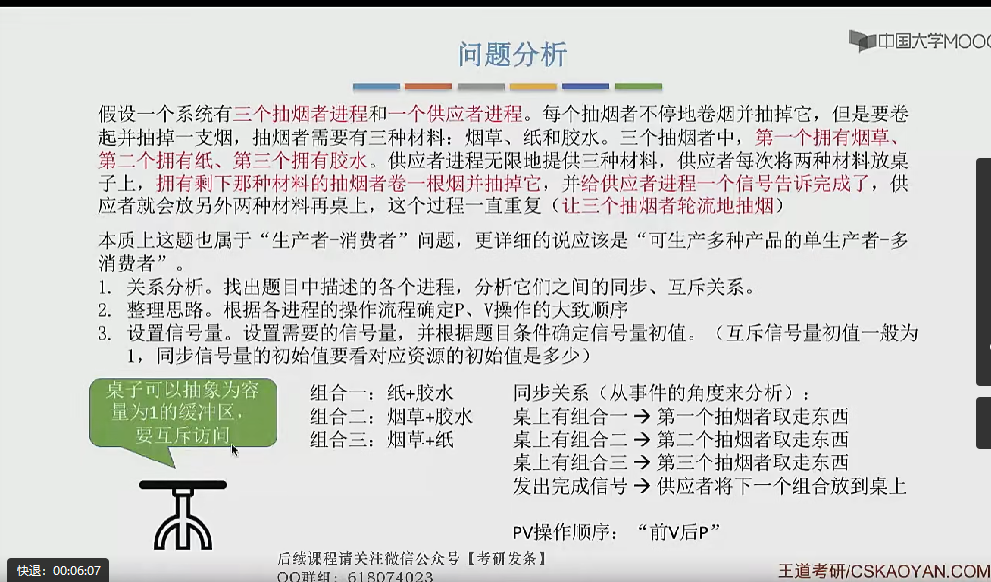 中国大学MOOC
问题分析
假设一个系统有三个抽烟者进程和一个供应者进程。每个抽烟者不停地卷烟并抽掉它，但是要卷
起并抽掉一支烟，抽烟者需要有三种材料：烟草、纸和胶水。三个抽烟者中，第一个拥有烟草、
第二个拥有纸、第三个拥有胶水。供应者进程无限地提供三种材料，供应者每次将两种材料放桌
子上，拥有剩下那种材料的抽烟者卷一根烟并抽掉它，并给供应者进程一个信号告诉完成了，供
应者就会放另外两种材料再桌上，这个过程一直重复（让三个抽烟者轮流地抽烟）
本质上这题也属于“生产者-消费者”问题，更详细的说应该是“可生产多种产品的单生产者-多
消费者”。
1. 关系分析。找出题目中描述的各个进程，分析它们之间的同步、互斥关系。
2. 整理思路。根据各进程的操作流程确定P、V操作的大致顺序
3. 设置信号量。设置需要的信号量，并根据题目条件确定信号量初值。（互斥信号量初值一般为
1，同步信号量的初始值要看对应资源的初始值是多少）
桌子可以抽象为容
量为1的缓冲区，
要互斥访问
组合一：纸+胶水
组合二：烟草+胶水
组合三：烟草+纸
同步关系（从事件的角度来分析）：
桌上有组合一 → 第一个抽烟者取走东西
桌上有组合二 → 第二个抽烟者取走东西
桌上有组合三 → 第三个抽烟者取走东西
发出完成信号 → 供应者将下一个组合放到桌上
PV操作顺序：“前V后P”
后续课程请关注微信公众号【考研发条】
QQ群组：618074023
快退：00:06:07
王道考研/CSKAOYAN.COM